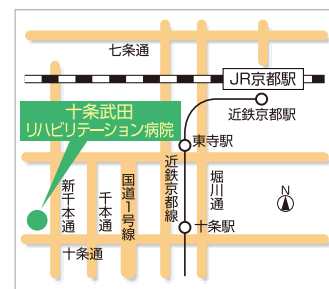 七条通
JR京都駅
十条武田
リハビリテーション病院
近鉄京都駅
東寺駅
新千本通
千本通
国道1号線
近鉄京都線
堀川通
N
十条駅
十条通